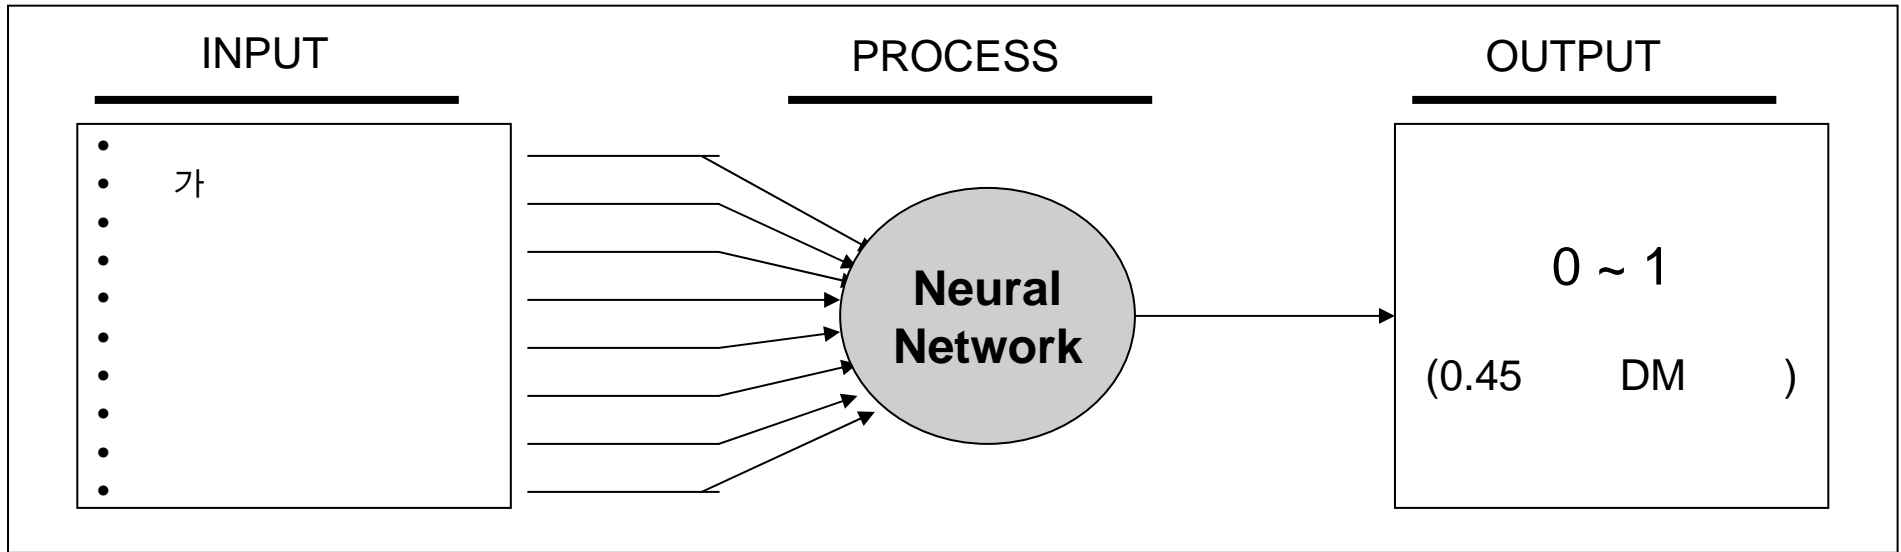 INPUT
PROCESS
OUTPUT
•
• 가
•
•
•
•
•
•
•
•
Neural
Network
0 ~ 1
(0.45 DM )